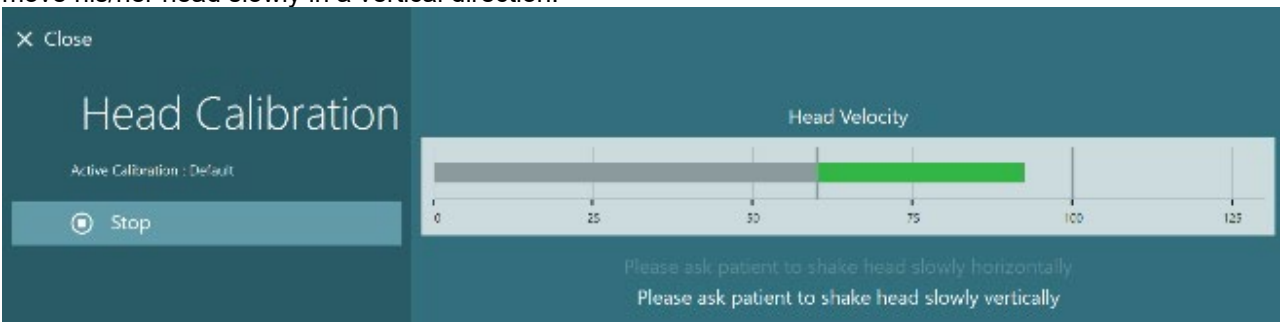 move his/her head slowly in a vertical direction.
Close
Head Calibration
Active Calibration : Default
Stop
Head Velocity
0 25 50 75 100 125
Please ask patient to shake head slowly horizontally
Please ask patient to shake head slowly vertically